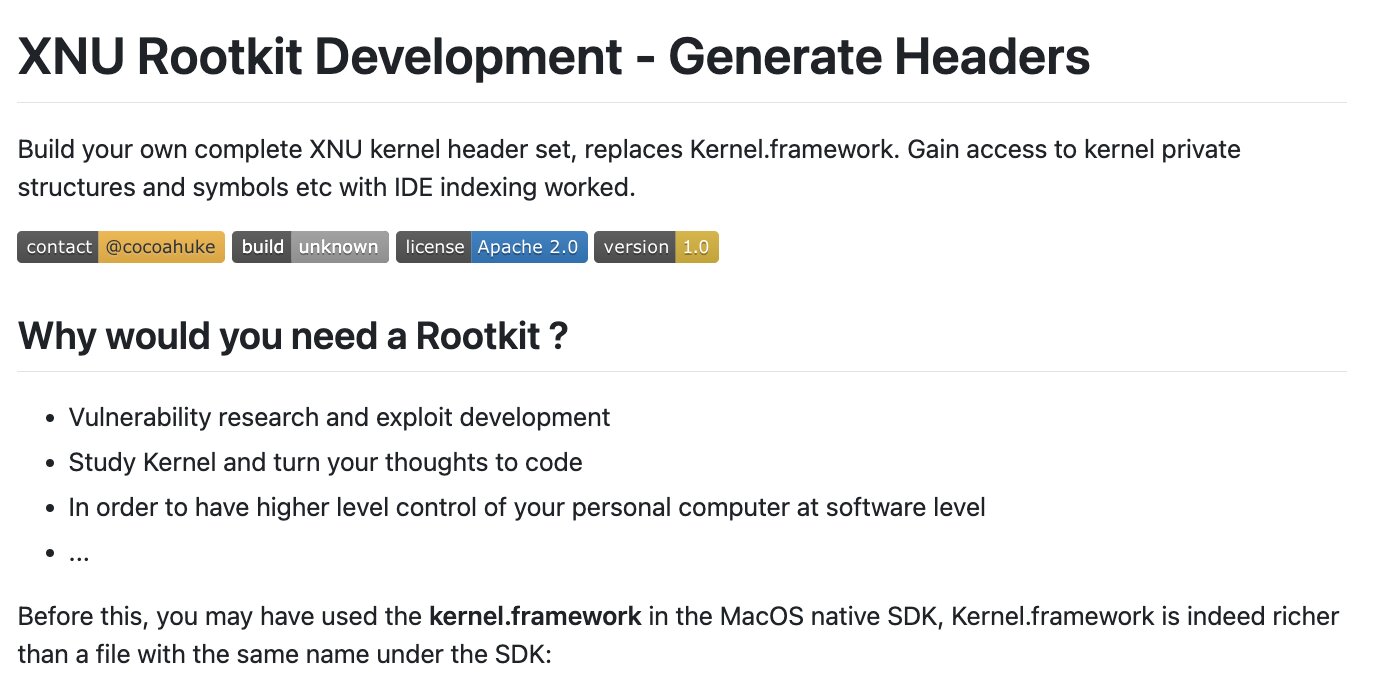 XNU Rootkit Development - Generate Headers
Build your own complete XNU kernel header set, replaces Kernel.framework. Gain access to kernel private
structures and symbols etc with IDE indexing worked.
contact @cocoahuke build unknown license Apache 2.0 version 1.0
Why would you need a Rootkit ?
• Vulnerability research and exploit development
• Study Kernel and turn your thoughts to code
• In order to have higher level control of your personal computer at software level
• ...
Before this, you may have used the kernel.framework in the MacOS native SDK, Kernel.framework is indeed richer
than a file with the same name under the SDK: